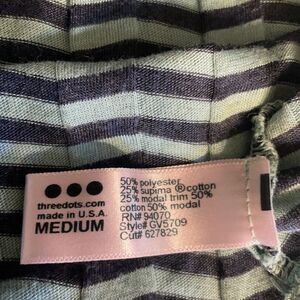 threedots.com
made in U.S.A.
MEDIUM
50% polyester
25% supima ® cotton
25% modal trim 50%
cotton 50% modal
RN# 94070
Style# GV5709
Cut# 627829